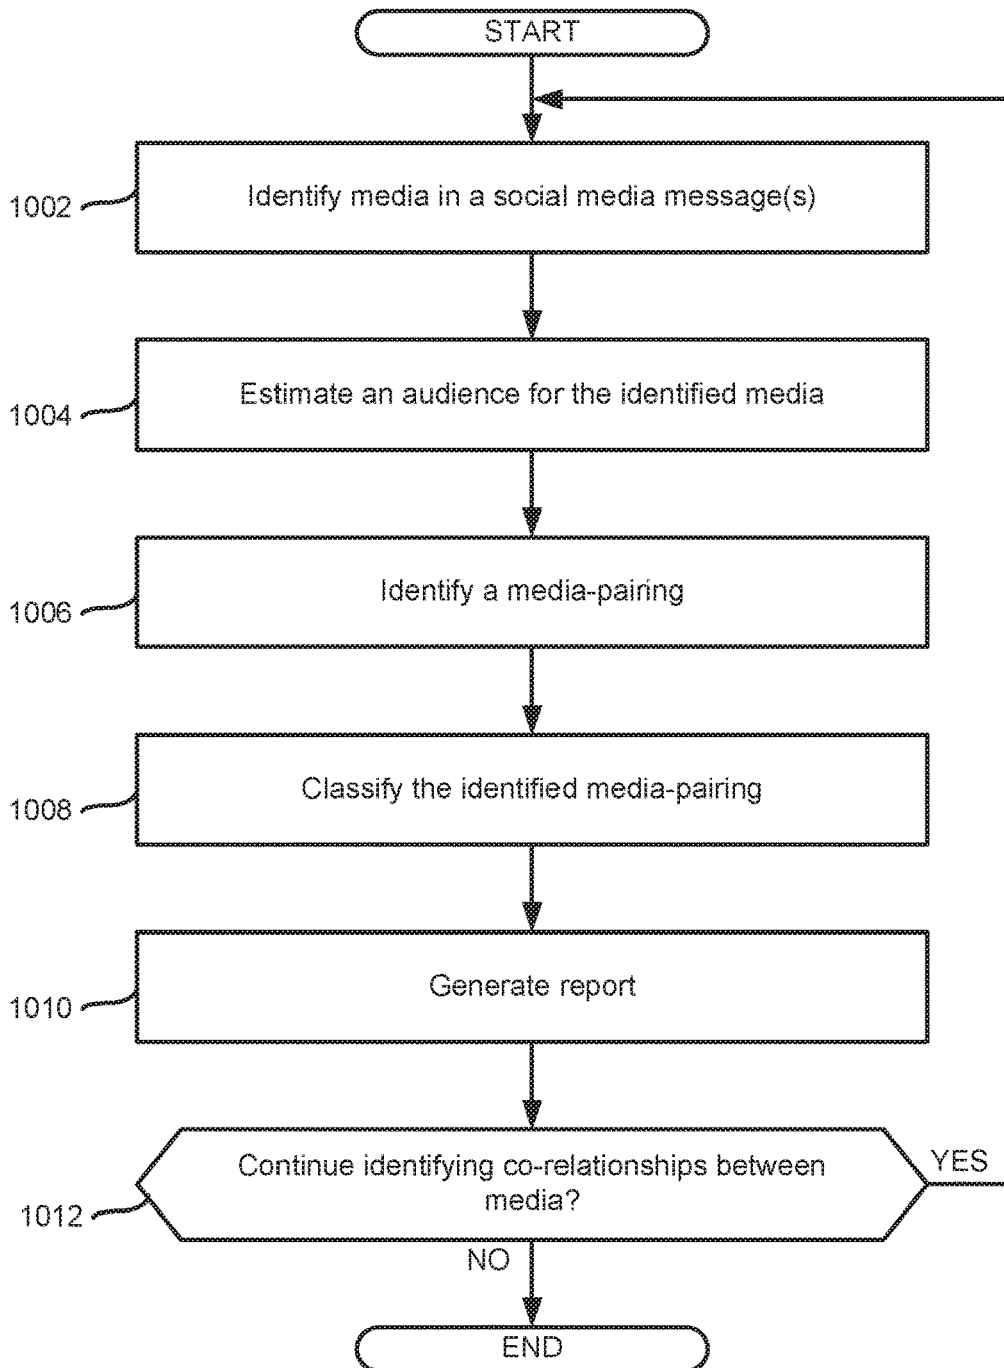 START
Identify media in a social media message(s)
1002
Estimate an audience for the identified media
1004
Identify a media-pairing
1006
Classify the identified media-pairing
1008
Generate report
1010
Continue identifying co-relationships between
media?
YES
1012
NO
END